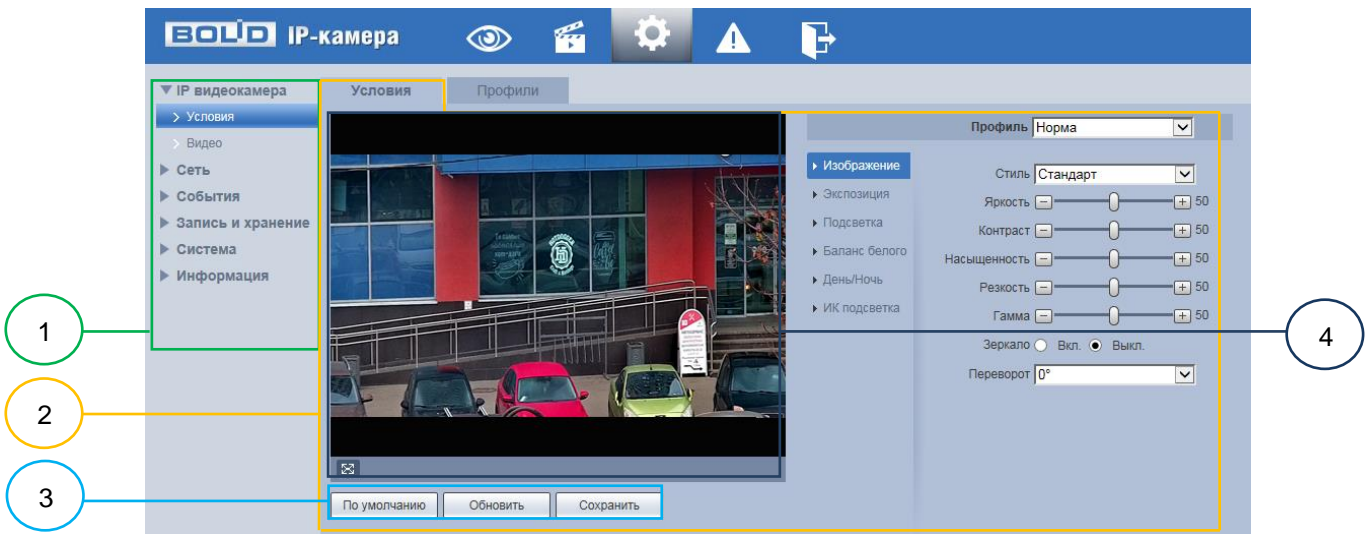 BOLID IP-камера
IP видеокамера
Условия
Видео
Сеть
События
Запись и хранение
Система
Информация
Условия
Профили
Профиль Норма
Изображение
Экспозиция
Подсветка
Баланс белого
День/Ночь
ИК подсветка
Стиль Стандарт
Яркость 50
Контраст 50
Насыщенность 50
Резкость 50
Гамма 50
Зеркало Вкл. Выкл.
Переворот 0°
По умолчанию
Обновить
Сохранить
1
2
3
4